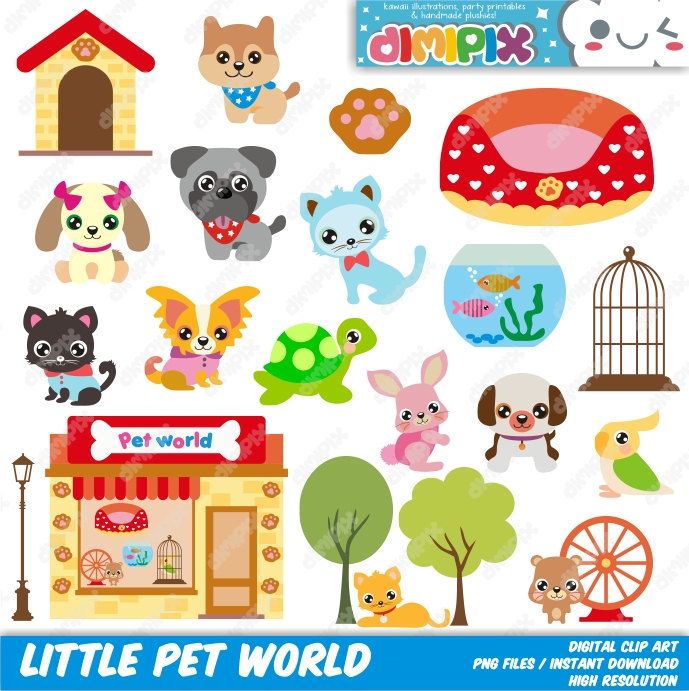 kawaii illustrations, party printables
& handmade plushies!
DIMIPIX
Pet world
LITTLE PET WORLD
DIGITAL CLIP ART
PNG FILES / INSTANT DOWNLOAD
HIGH RESOLUTION